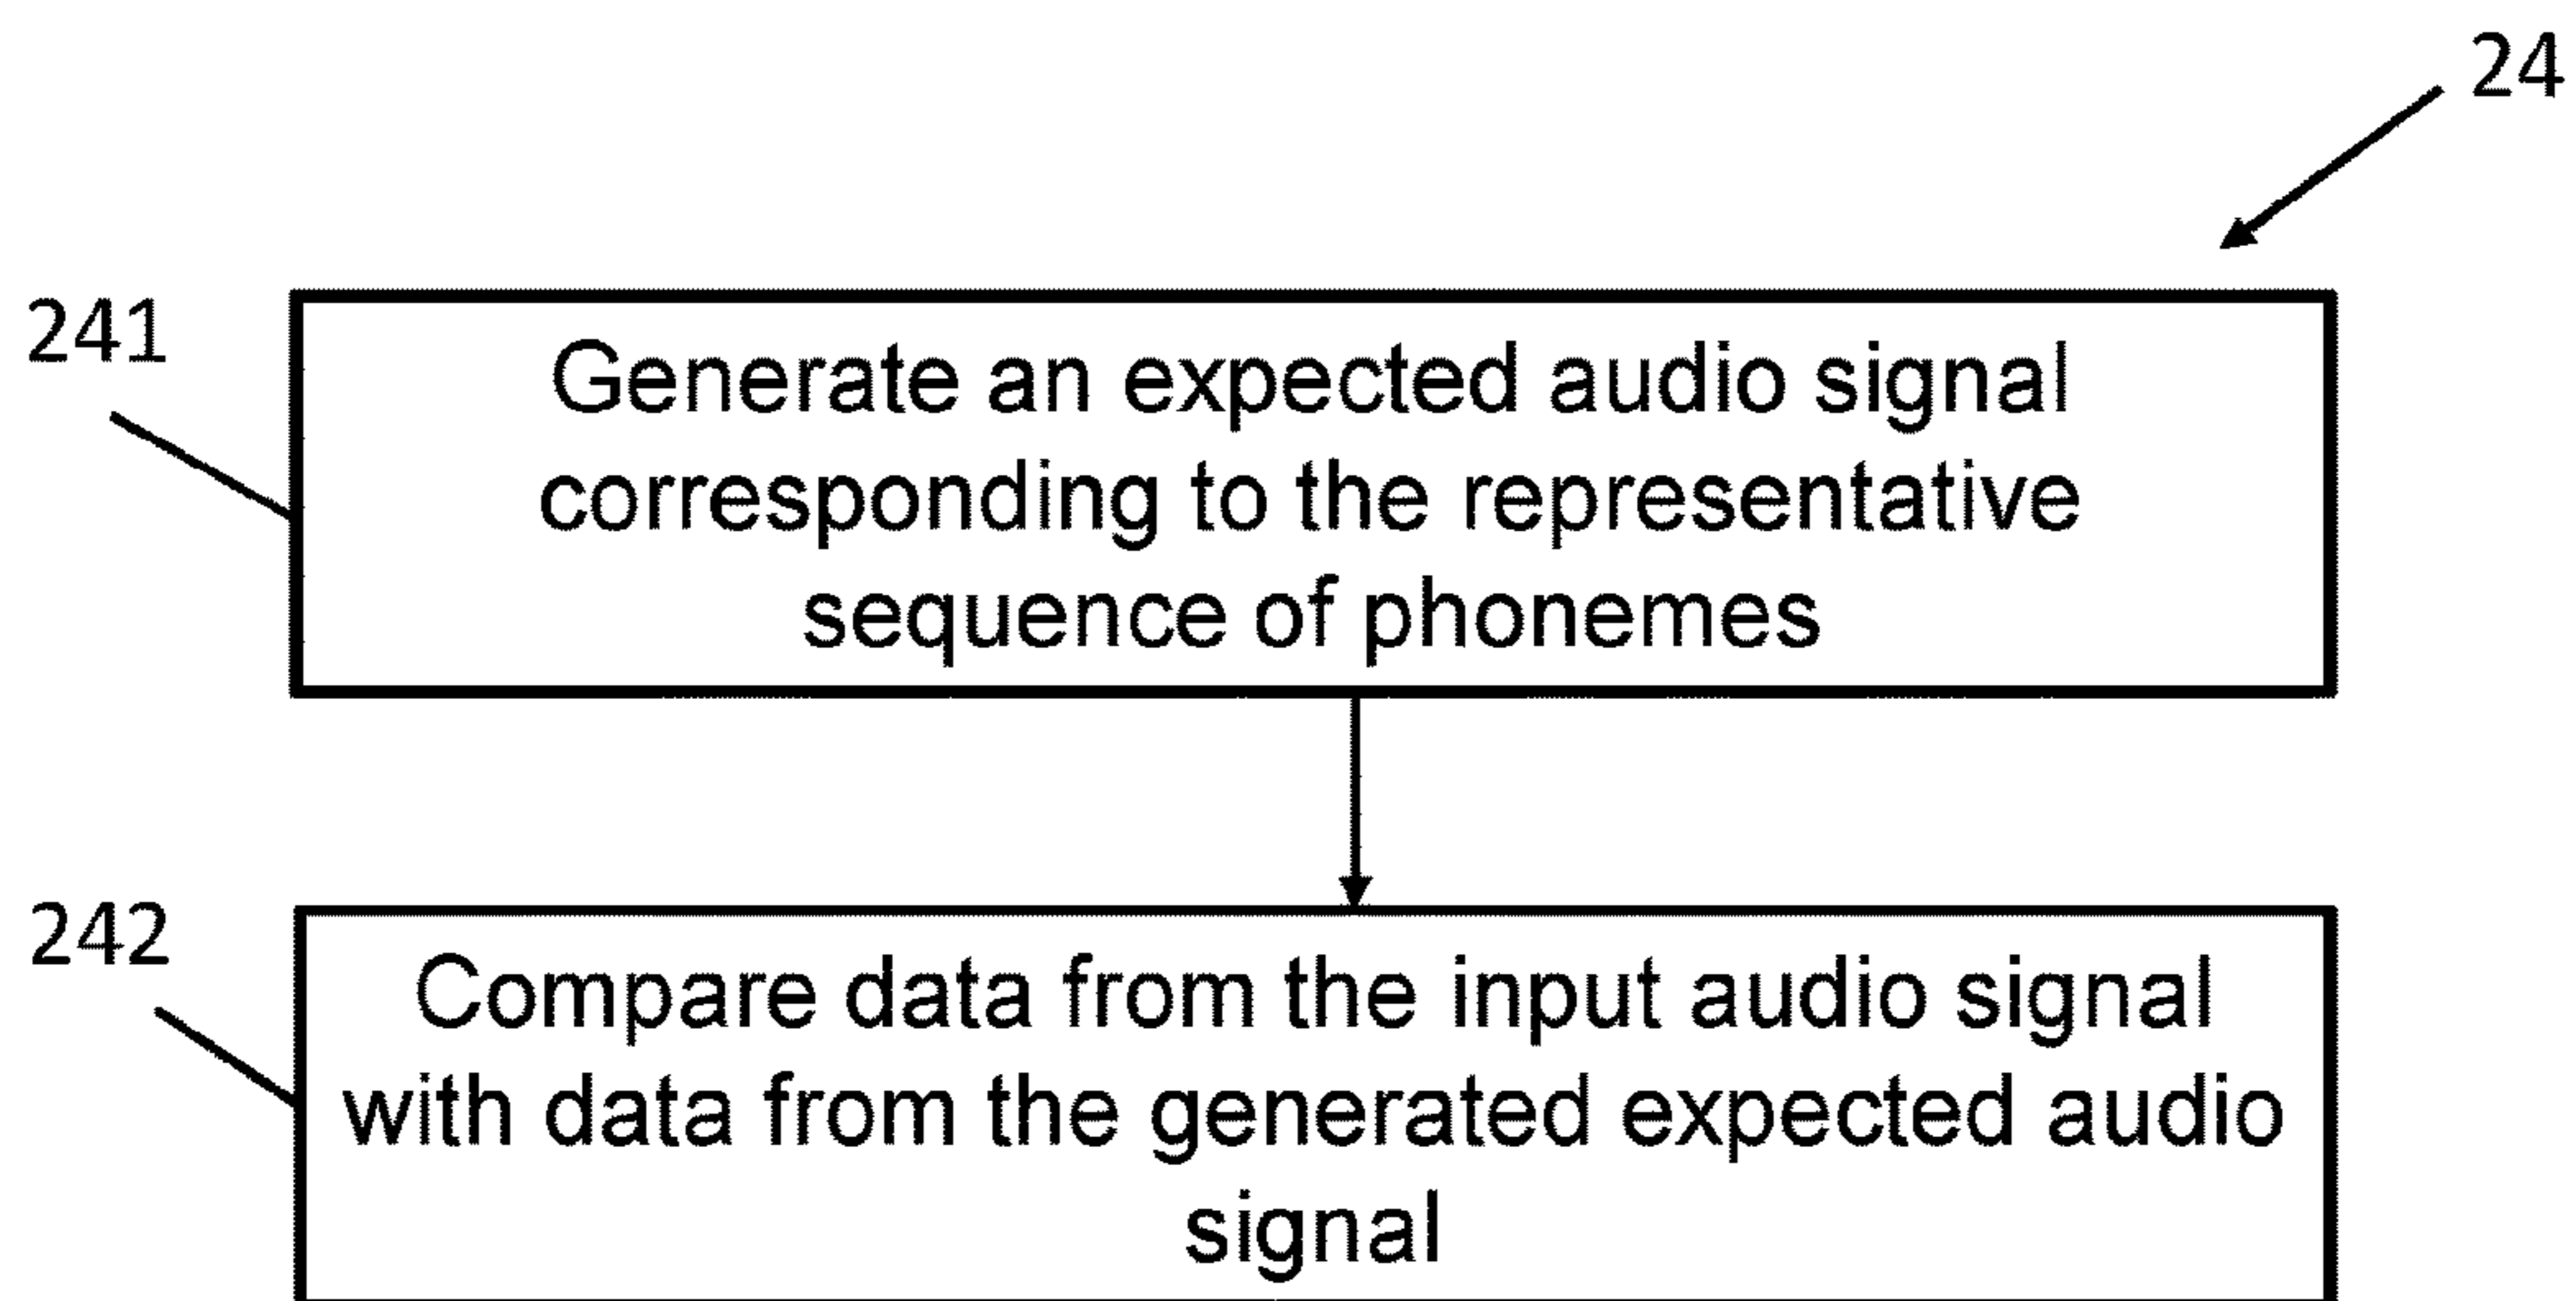 24
241
Generate an expected audio signal
corresponding to the representative
sequence of phonemes
242
Compare data from the input audio signal
with data from the generated expected audio
signal